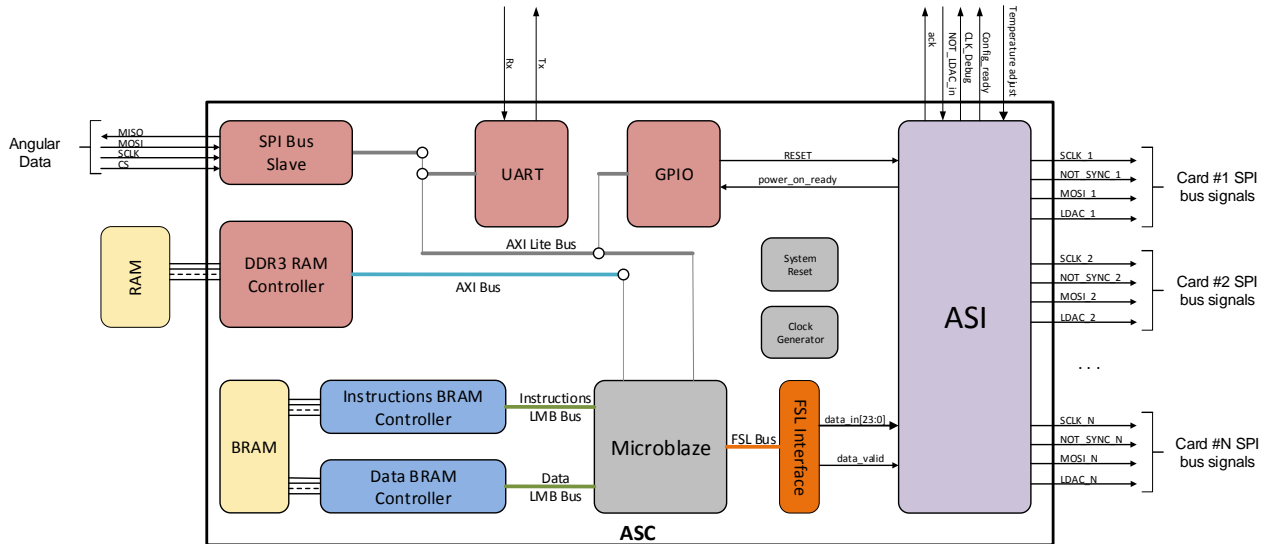 Rx
Tx
ack
NOT_LDAC_in
CLK_Debug
Config_ready
Temperature adjust
Angular
Data
MISO
MOSI
SCLK
CS
SPI Bus
Slave
UART
GPIO
RESET
power_on_ready
ASI
SCLK_1
NOT_SYNC_1
MOSI_1
LDAC_1
Card #1 SPI
bus signals
RAM
DDR3 RAM
Controller
AXI Lite Bus
AXI Bus
System
Reset
Clock
Generator
SCLK_2
NOT_SYNC_2
MOSI_2
LDAC_2
Card #2 SPI
bus signals
. . .
BRAM
Instructions BRAM
Controller
Instructions
LMB Bus
Data BRAM
Controller
Data
LMB Bus
Microblaze
FSL Bus
FSL Interface
data_in[23:0]
data_valid
SCLK_N
NOT_SYNC_N
MOSI_N
LDAC_N
Card #N SPI
bus signals
ASC